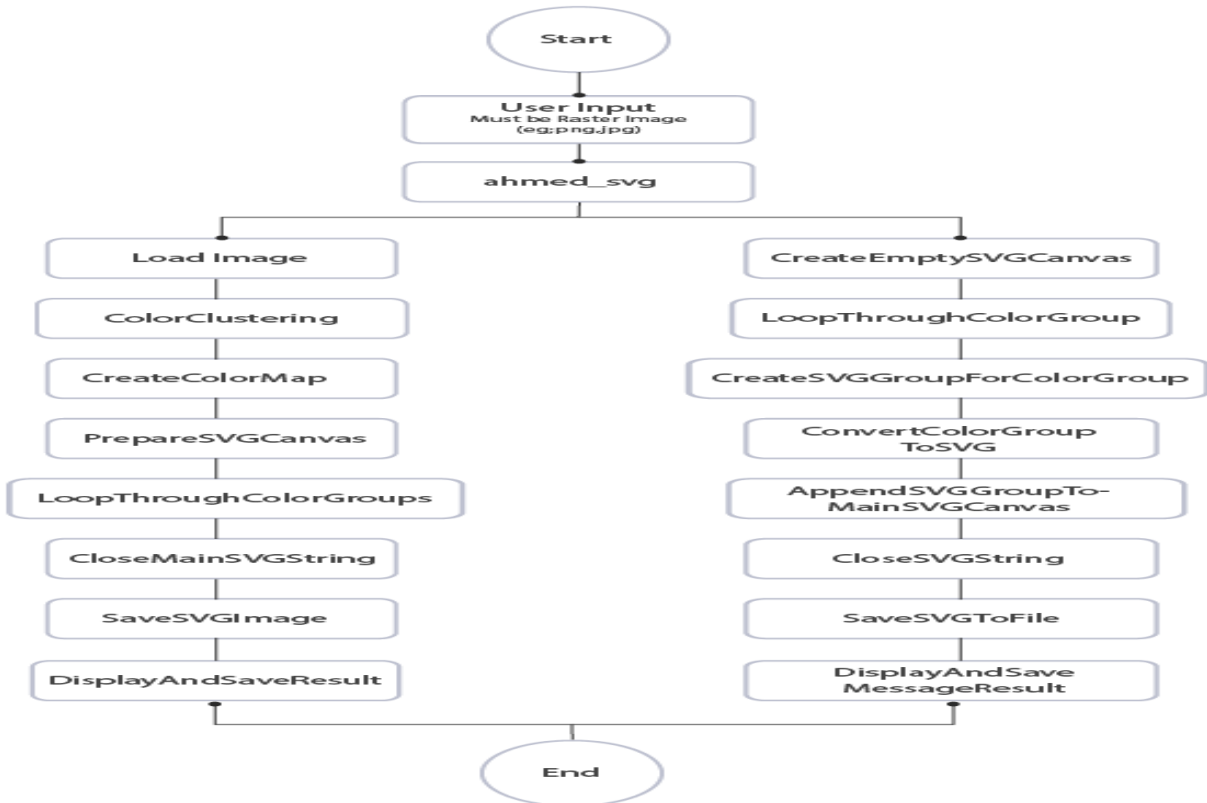 Start
User Input
Must be Raster Image
(eg;png,jpg)
ahmed_svg
Load Image
ColorClustering
CreateColorMap
PrepareSVGCanvas
LoopThroughColorGroups
CloseMainSVGString
SaveSVGImage
DisplayAndSaveResult
CreateEmptySVGCanvas
LoopThroughColorGroup
CreateSVGGroupForColorGroup
ConvertColorGroup
ToSVG
AppendSVGGroupTo-
MainSVGCanvas
CloseSVGString
SaveSVGToFile
DisplayAndSave
MessageResult
End